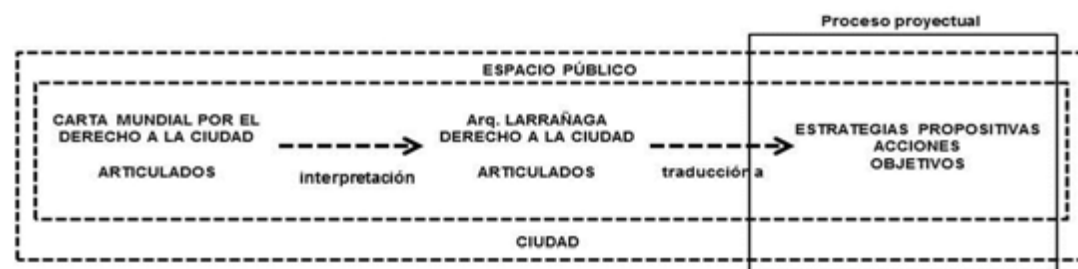 Proceso proyectual
ESPACIO PÚBLICO
CARTA MUNDIAL POR EL
DERECHO A LA CIUDAD
ARTICULADOS
interpretación
Arq. LARRAÑAGA
DERECHO A LA CIUDAD
ARTICULADOS
traducción a
ESTRATEGIAS PROPOSITIVAS
ACCIONES
OBJETIVOS
CIUDAD